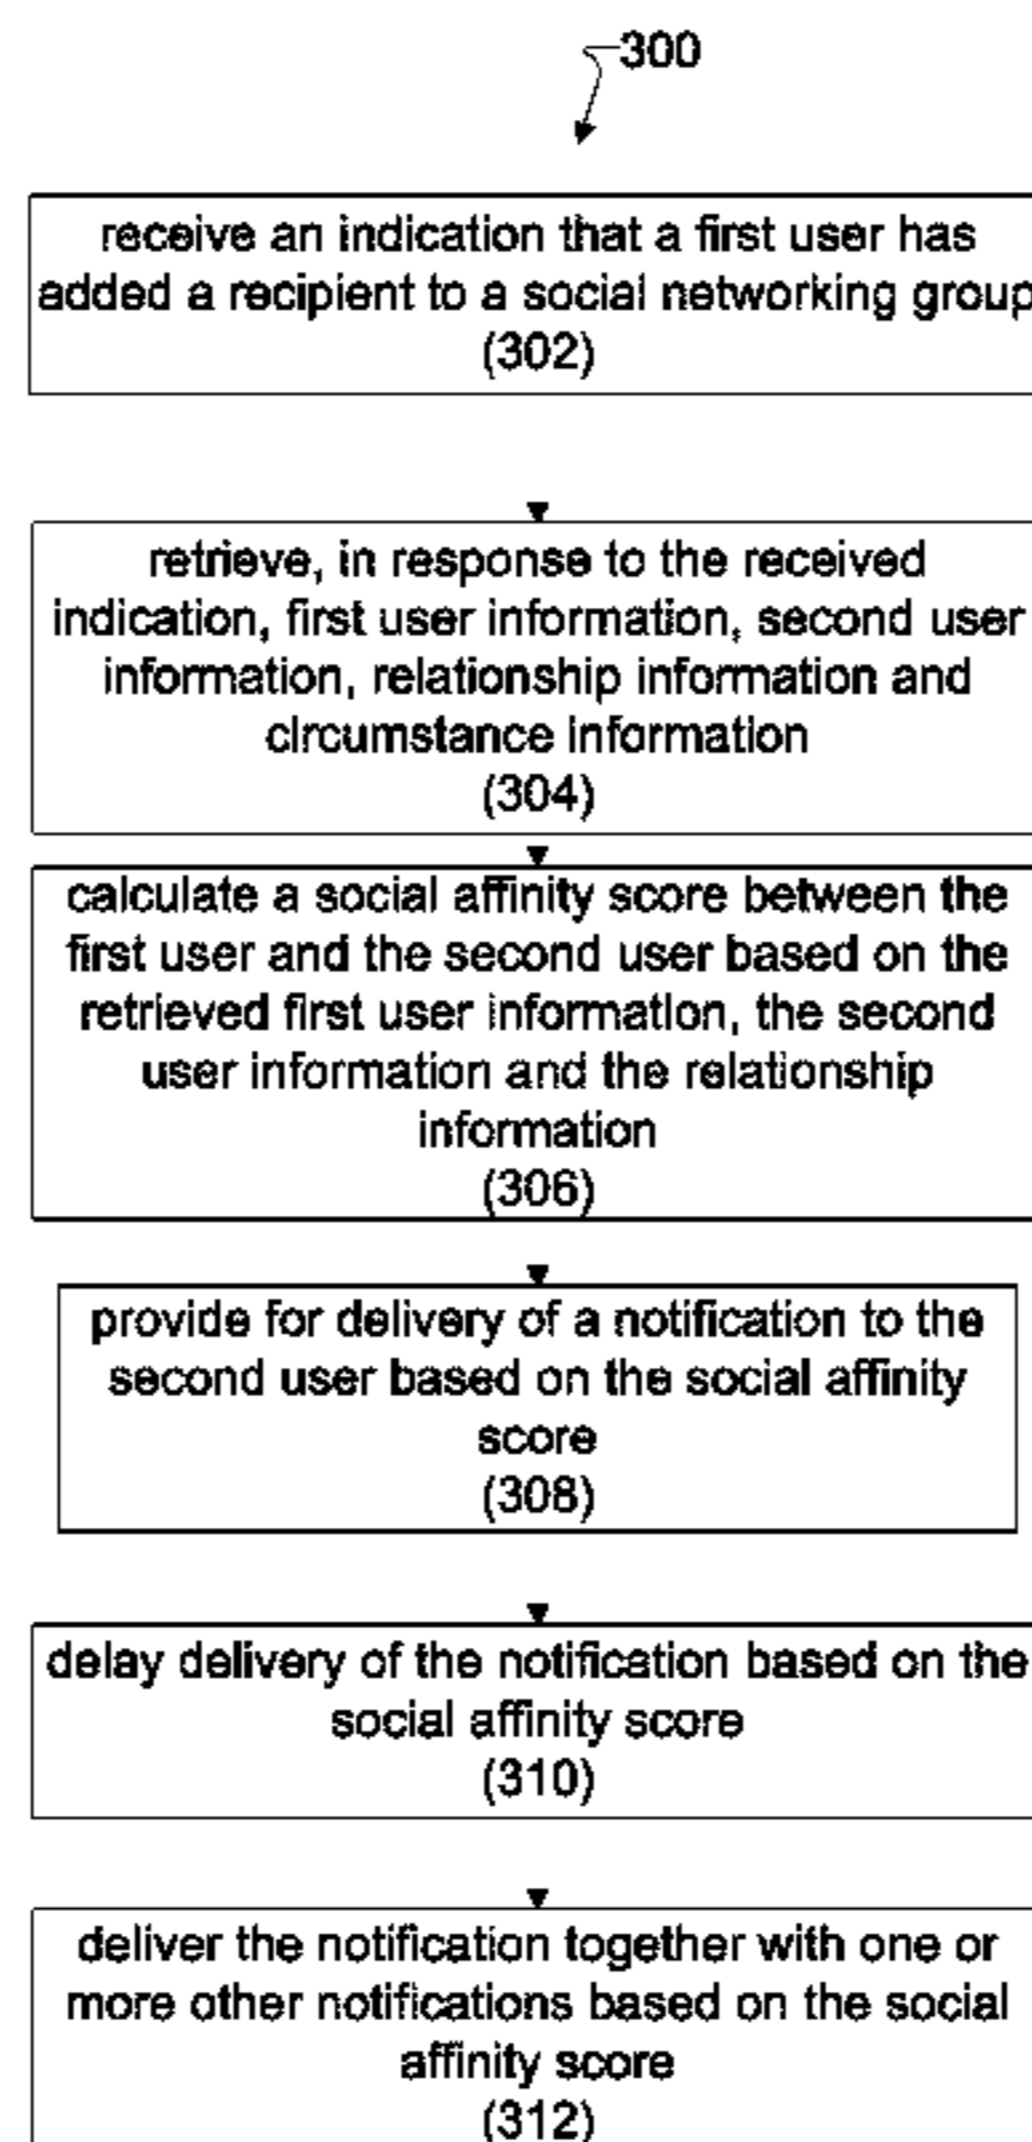 300
receive an indication that a first user has
added a recipient to a social networking group
(302)
retrieve, in response to the received
indication, first user information, second user
information, relationship information and
circumstance information
(304)
calculate a social affinity score between the
first user and the second user based on the
retrieved first user information, the second
user information and the relationship
information
(306)
provide for delivery of a notification to the
second user based on the social affinity
score
(308)
delay delivery of the notification based on the
social affinity score
(310)
deliver the notification together with one or
more other notifications based on the social
affinity score
(312)